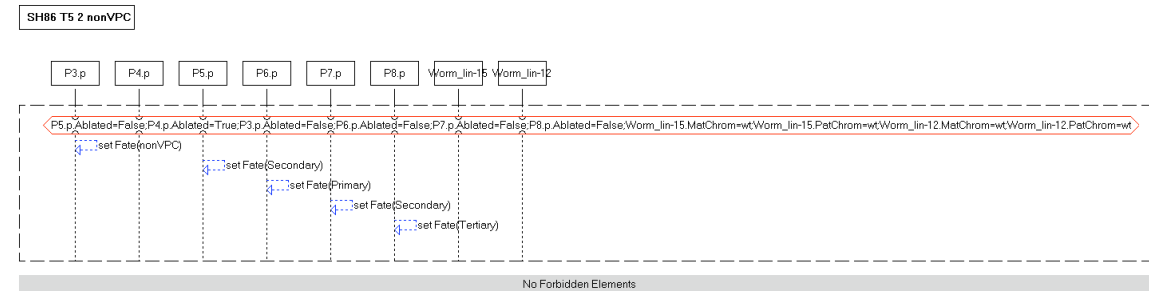 SH86 T5 2 nonVPC
P3.p P4.p P5.p P6.p P7.p P8.p Worm_lin-15 Worm_lin-12
P5.p.Ablated=False;P4.p.Ablated=True;P3.p.Ablated=False;P6.p.Ablated=False;P7.p.Ablated=False;P8.p.Ablated=False;Worm_lin-15.MatChrom=wt;Worm_lin-15.PatChrom=wt;Worm_lin-12.MatChrom=wt;Worm_lin-12.PatChrom=wt
set Fate(nonVPC)
set Fate(Secondary)
set Fate(Primary)
set Fate(Secondary)
set Fate(Tertiary)
No Forbidden Elements